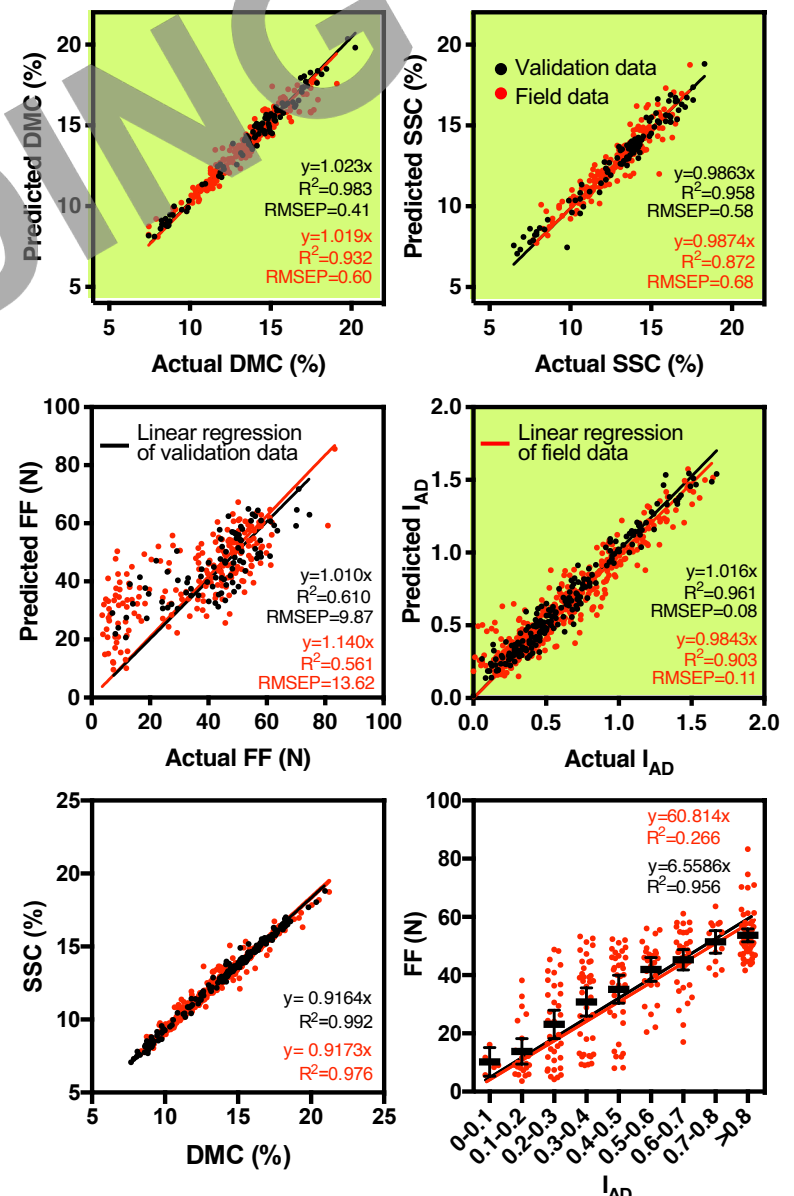 DING
20
15
10
5
Predicted DMC (%)
y=1.023x
R²=0.983
RMSEP=0.41
y=1.019x
R²=0.932
RMSEP=0.60
5 10 15 20
Actual DMC (%)
20
15
10
5
Predicted SSC (%)
Validation data
Field data
y=0.9863x
R²=0.958
RMSEP=0.58
y=0.9874x
R²=0.872
RMSEP=0.68
5 10 15 20
Actual SSC (%)
100
80
60
40
20
0
Predicted FF (N)
Linear regression
of validation data
y=1.010x
R²=0.610
RMSEP=9.87
y=1.140x
R²=0.561
RMSEP=13.62
0 20 40 60 80 100
Actual FF (N)
2.0
1.5
1.0
0.5
0.0
Predicted I_AD
Linear regression
of field data
y=1.016x
R²=0.961
RMSEP=0.08
y=0.9843x
R²=0.903
RMSEP=0.11
0.0 0.5 1.0 1.5 2.0
Actual I_AD
25
20
15
10
5
SSC (%)
y= 0.9164x
R²=0.992
y= 0.9173x
R²=0.976
5 10 15 20 25
DMC (%)
100
80
60
40
20
0
FF (N)
y=60.814x
R²=0.266
y=6.5586x
R²=0.956
0-0.1 0.1-0.2 0.2-0.3 0.3-0.4 0.4-0.5 0.5-0.6 0.6-0.7 0.7-0.8 >0.8
I_AD